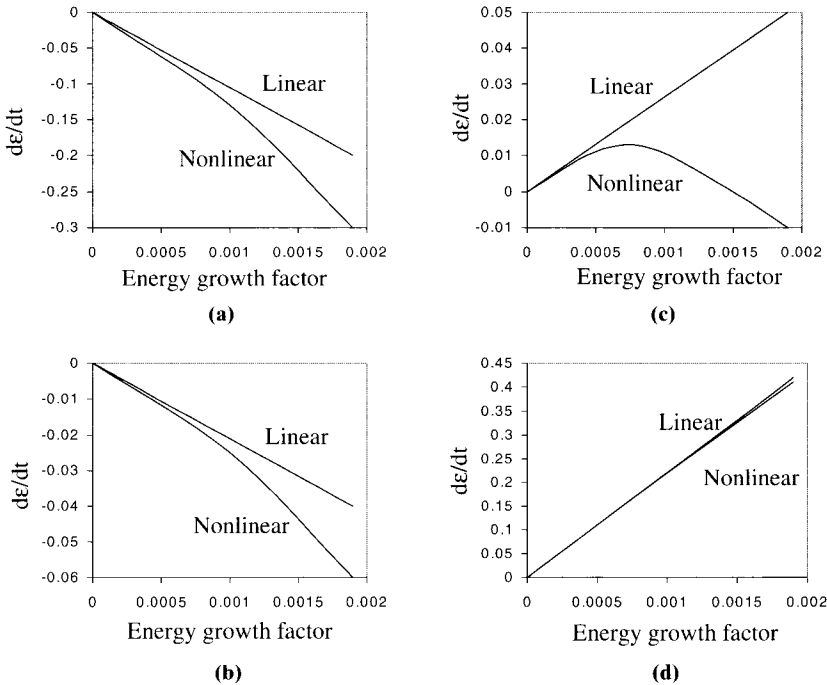 0
-0.05
-0.1
-0.15
-0.2
-0.25
-0.3
dε/dt
Linear
Nonlinear
0 0.0005 0.001 0.0015 0.002
Energy growth factor
(a)
0.05
0.04
0.03
0.02
0.01
0
-0.01
dε/dt
Linear
Nonlinear
0 0.0005 0.001 0.0015 0.002
Energy growth factor
(c)
0
-0.01
-0.02
-0.03
-0.04
-0.05
-0.06
dε/dt
Linear
Nonlinear
0 0.0005 0.001 0.0015 0.002
Energy growth factor
(b)
0.45
0.4
0.35
0.3
0.25
0.2
0.15
0.1
0.05
0
dε/dt
Linear
Nonlinear
0 0.0005 0.001 0.0015 0.002
Energy growth factor
(d)